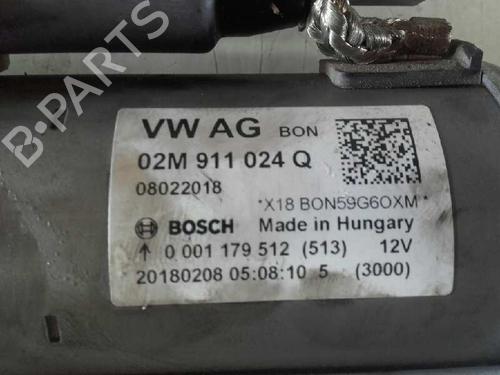 VW AG BON
02M 911 024 Q
08022018
*X18 BON59G6OXM*
BOSCH Made in Hungary
↑ 0 001 179 512 (513) 12V
20180208 05:08:10 5 (3000)
B-PARTS